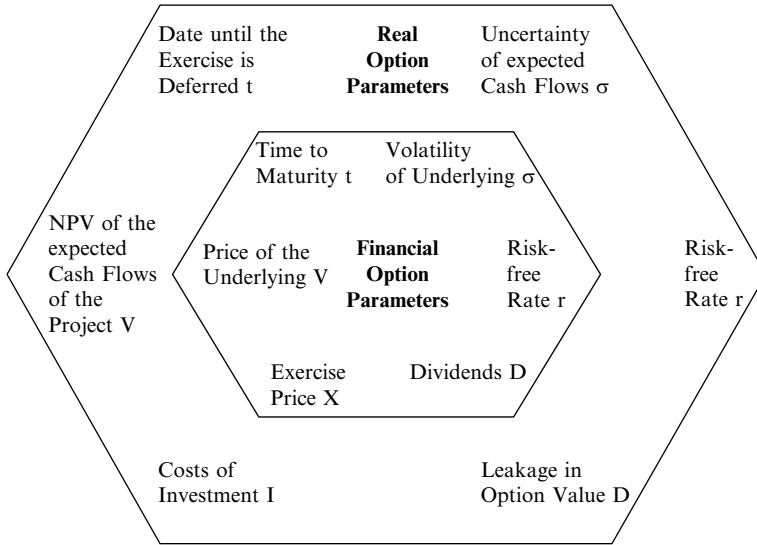 Date until the
Exercise is
Deferred t
Real
Option
Parameters
Uncertainty
of expected
Cash Flows σ
Time to
Maturity t
Volatility
of Underlying σ
NPV of the
expected
Cash Flows
of the
Project V
Price of the
Underlying V
Financial
Option
Parameters
Risk-
free
Rate r
Risk-
free
Rate r
Exercise
Price X
Dividends D
Costs of
Investment I
Leakage in
Option Value D